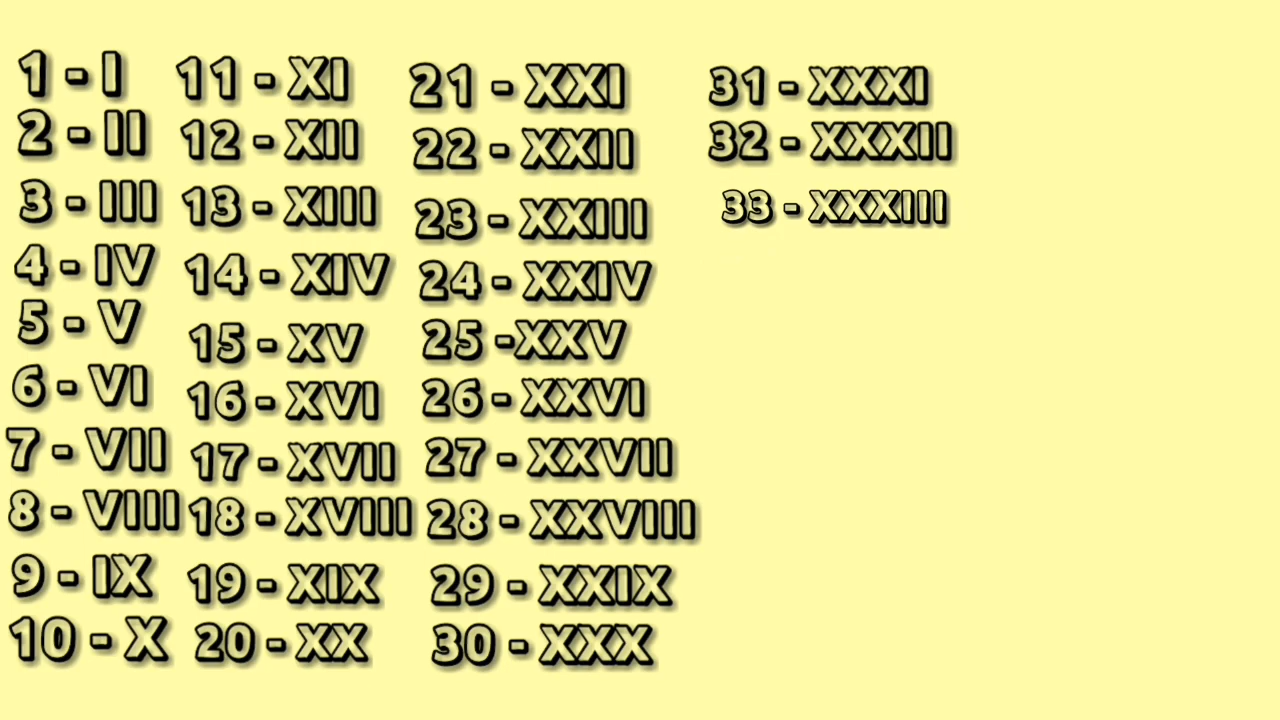 1 - I
2 - II
3 - III
4 - IV
5 - V
6 - VI
7 - VII
8 - VIII
9 - IX
10 - X
11 - XI
12 - XII
13 - XIII
14 - XIV
15 - XV
16 - XVI
17 - XVII
18 - XVIII
19 - XIX
20 - XX
21 - XXI
22 - XXII
23 - XXIII
24 - XXIV
25 -XXV
26 - XXVI
27 - XXVII
28 - XXVIII
29 - XXIX
30 - XXX
31 - XXXI
32 - XXXII
33 - XXXIII